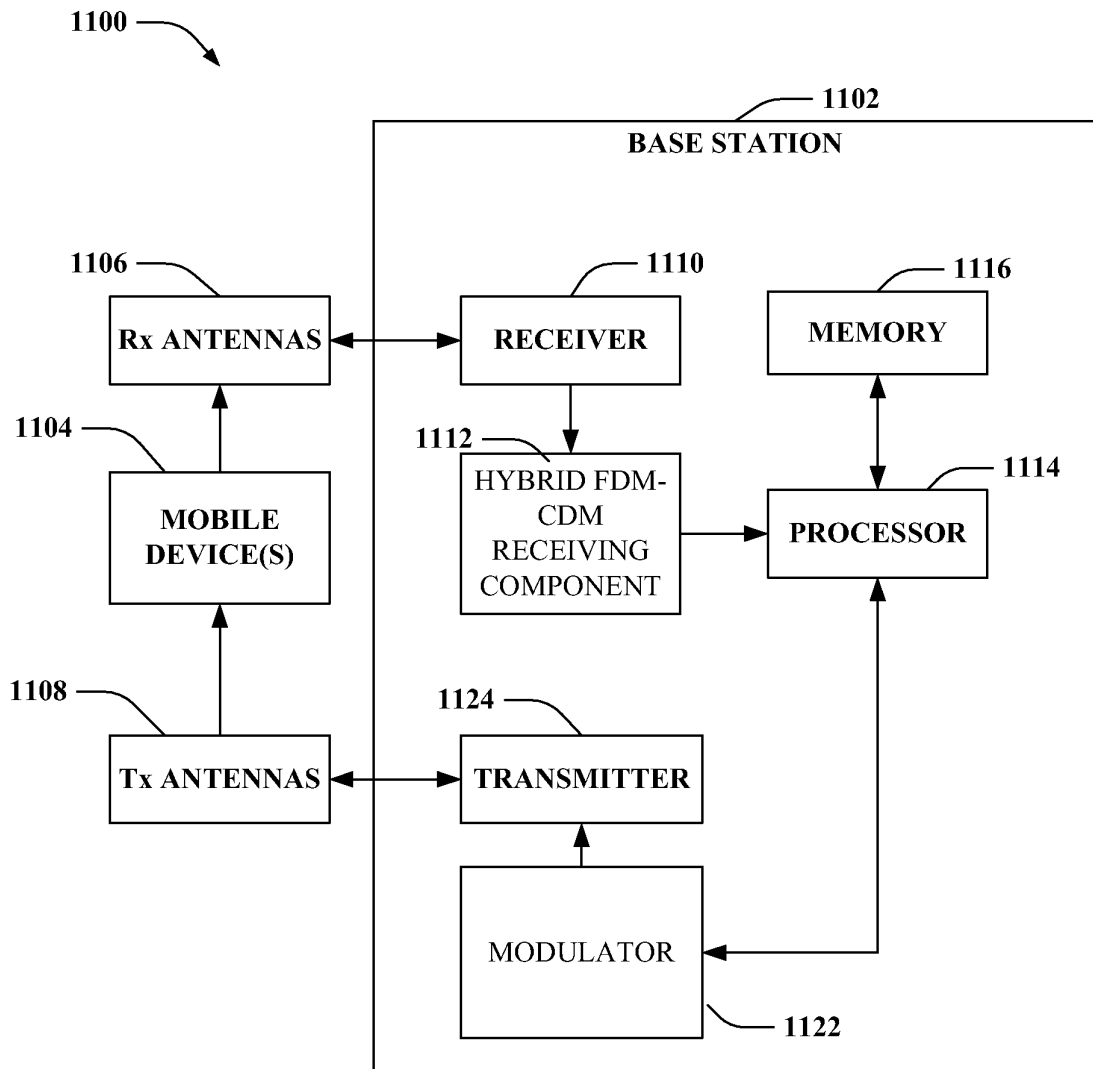 1100
1102
BASE STATION
1106
1110
1116
Rx ANTENNAS
RECEIVER
MEMORY
1104
1112
1114
MOBILE
DEVICE(S)
HYBRID FDM-
CDM
RECEIVING
COMPONENT
PROCESSOR
1108
1124
Tx ANTENNAS
TRANSMITTER
MODULATOR
1122